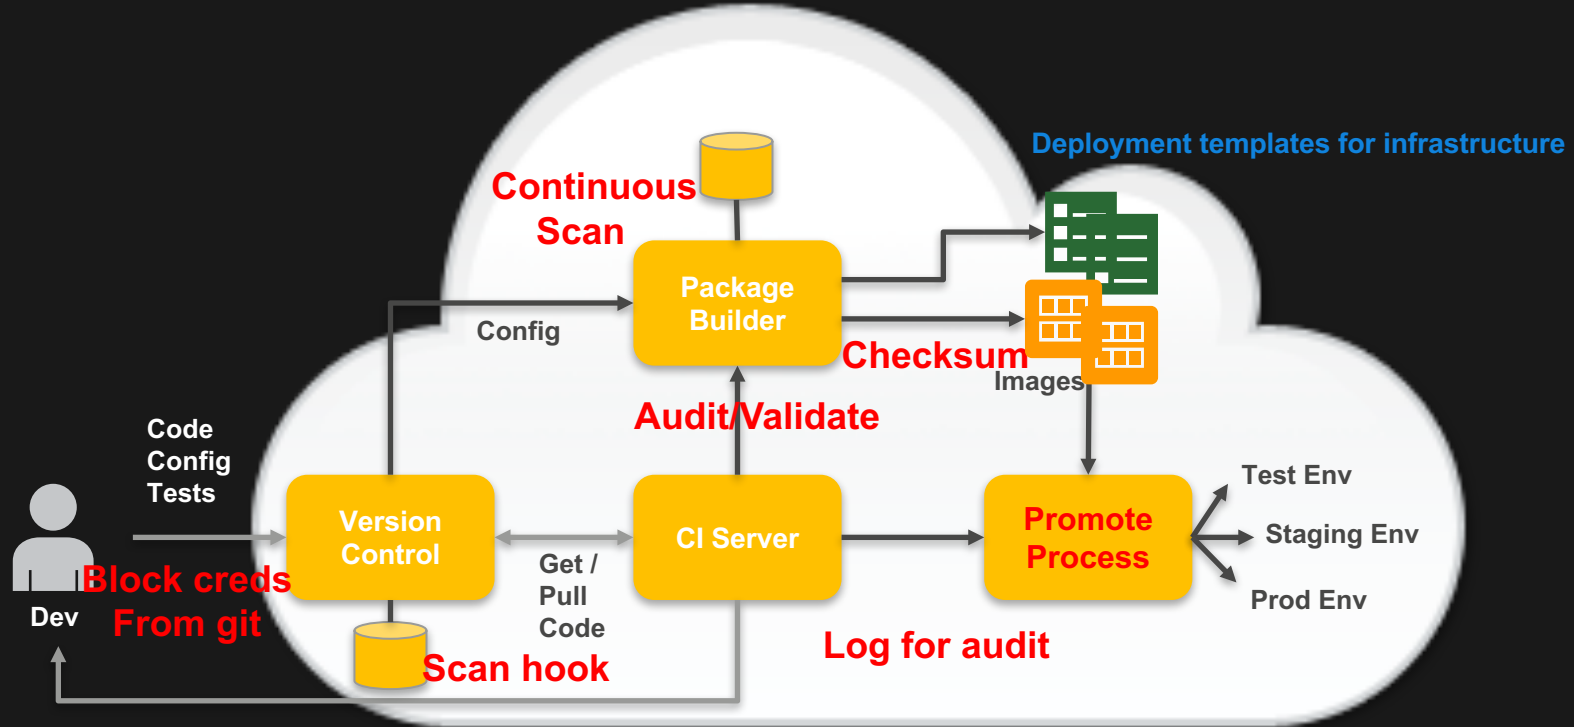 Deployment templates for infrastructure
Continuous
Scan
Package
Builder
Config
Checksum
Images
Audit/Validate
Code
Config
Tests
Version
Control
CI Server
Promote
Process
Test Env
Staging Env
Prod Env
Get /
Pull
Code
Block creds
From git
Dev
Scan hook
Log for audit